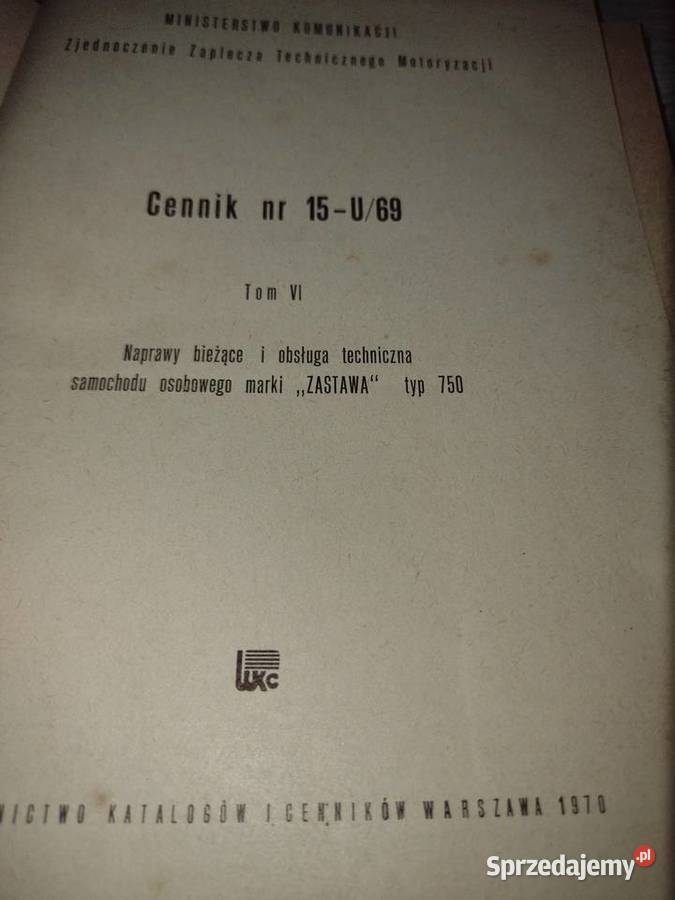 MINISTERSTWO KOMUNIKACJI
Zjednoczenie Zaplecza Technicznego Motoryzacji
Cennik nr 15-U/69
Tom VI
Naprawy bieżące i obsługa techniczna
samochodu osobowego marki „ZASTAWA“ typ 750
WKC
NICTWO KATALOGÓW I CENNIKÓW WARSZAWA 1970
Sprzedajemy.pl